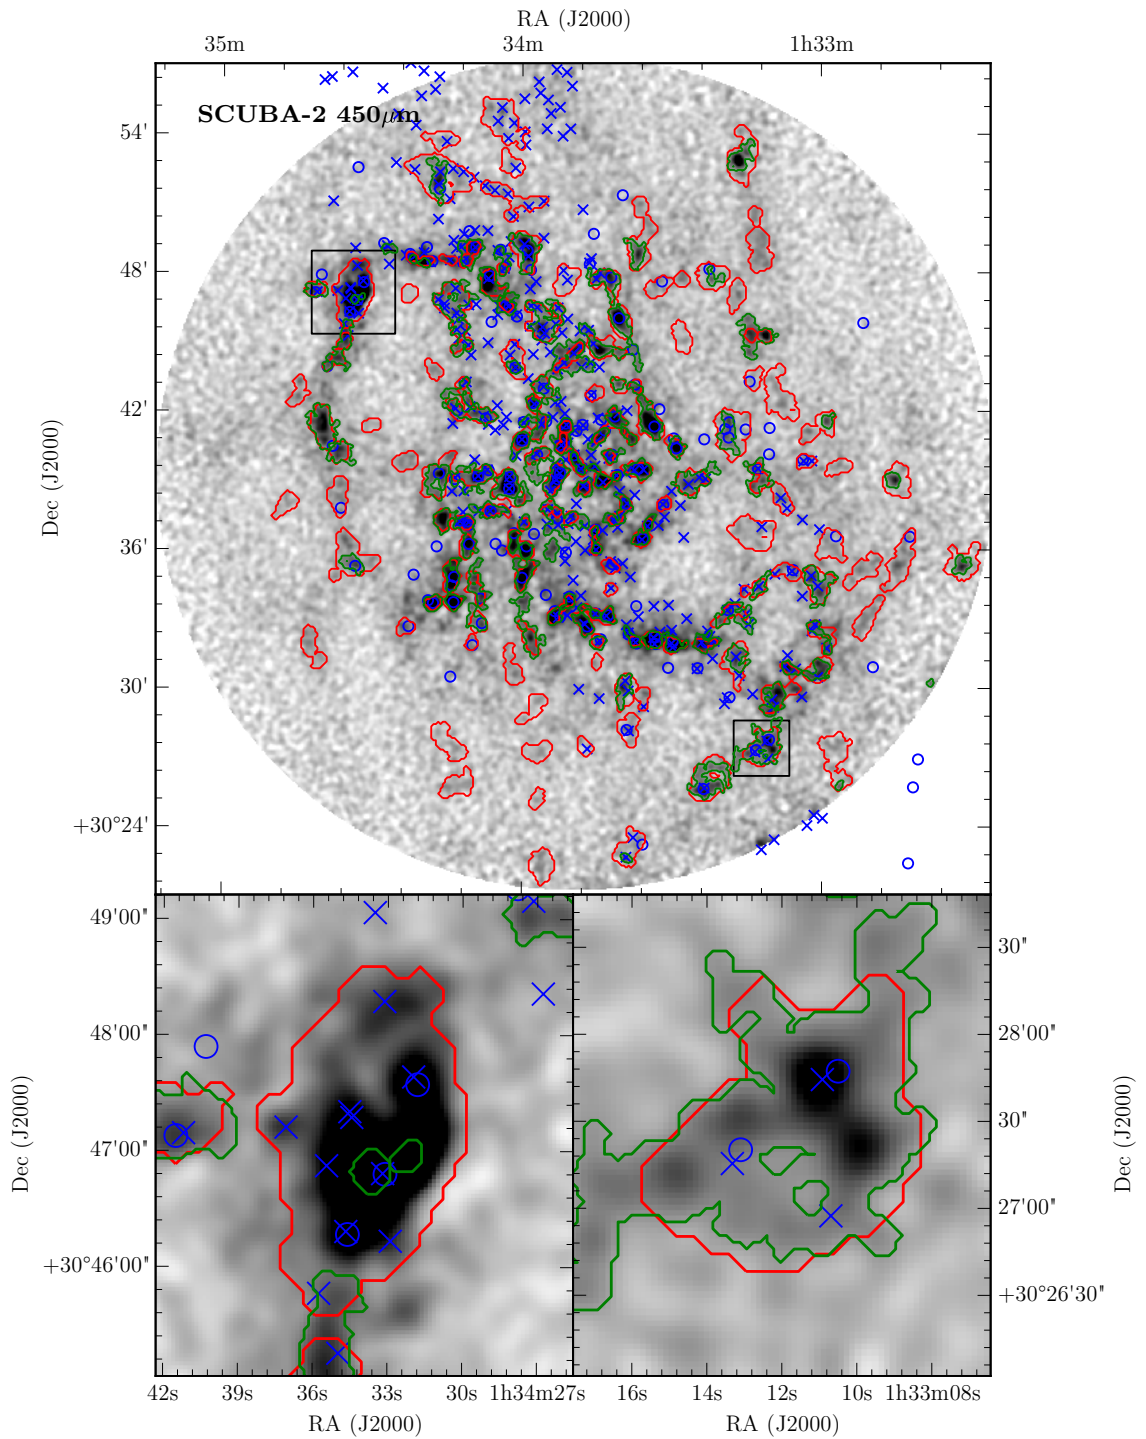 RA (J2000)
35m 34m 1h33m
SCUBA-2 450μm
54'
48'
42'
36'
30'
+30°24'
Dec (J2000)
49'00"
48'00"
47'00"
+30°46'00"
Dec (J2000)
42s 39s 36s 33s 30s 1h34m27s
RA (J2000)
30"
28'00"
30"
27'00"
+30°26'30"
Dec (J2000)
16s 14s 12s 10s 1h33m08s
RA (J2000)